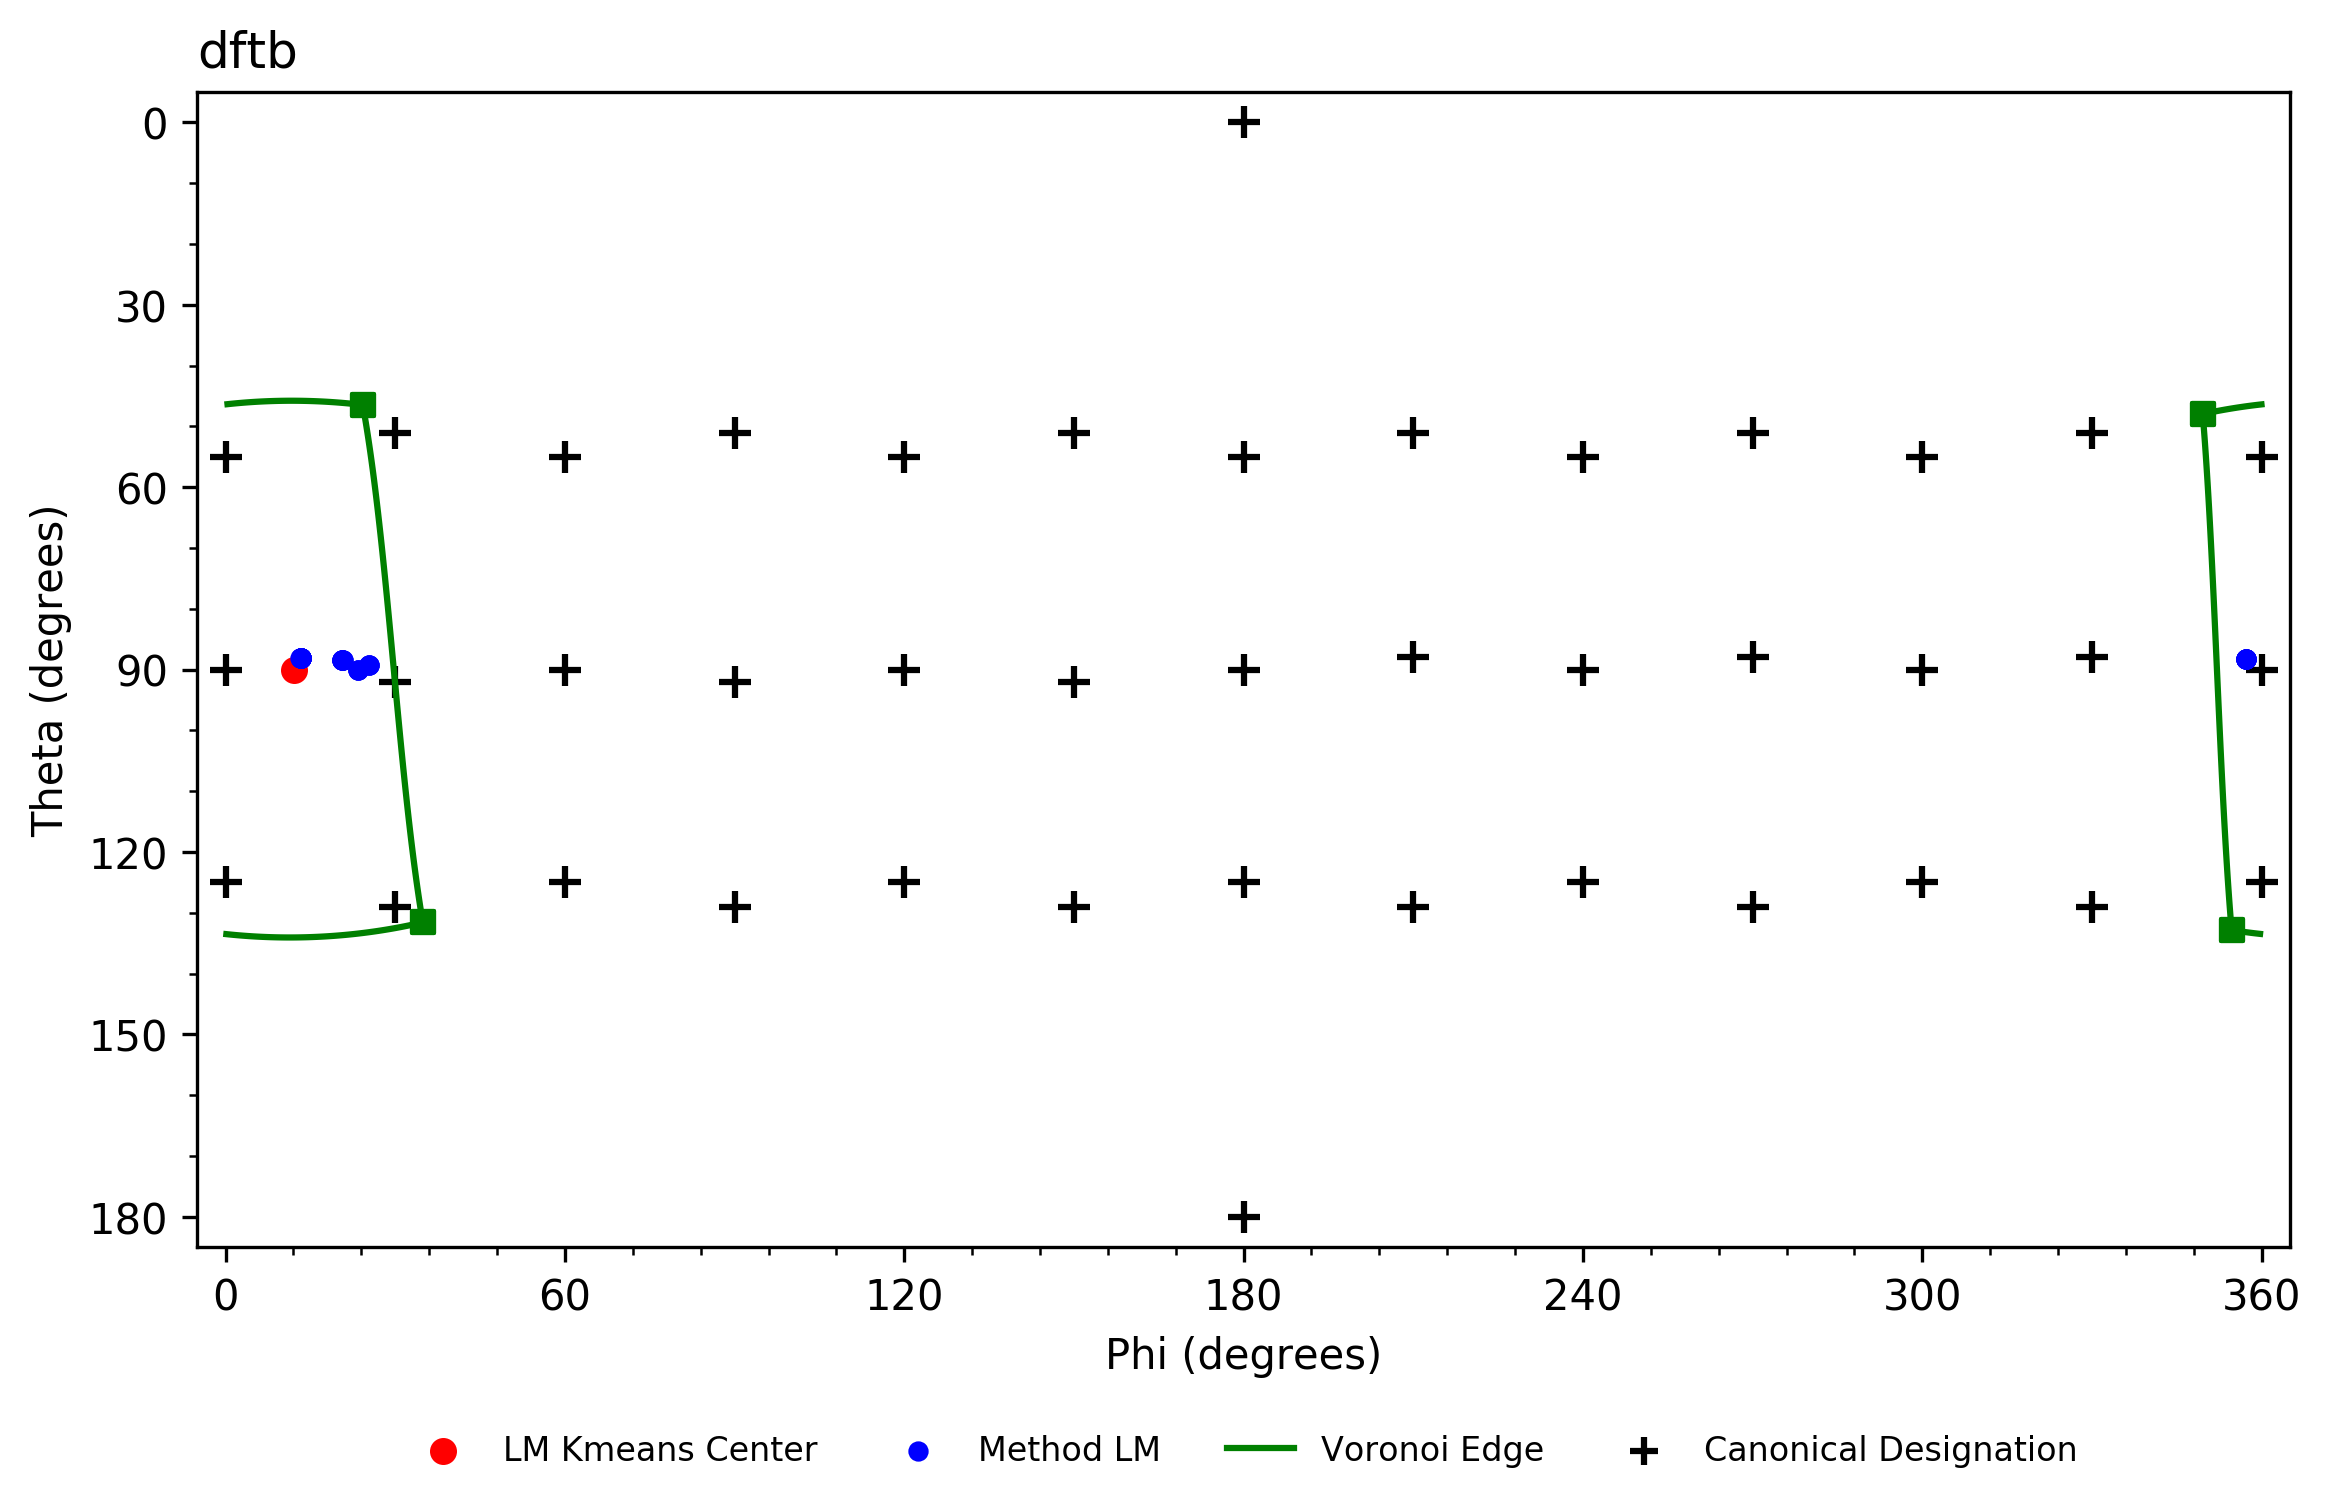 dftb
0
30
60
90
120
150
180
Theta (degrees)
0 60 120 180 240 300 360
Phi (degrees)
LM Kmeans Center Method LM Voronoi Edge Canonical Designation